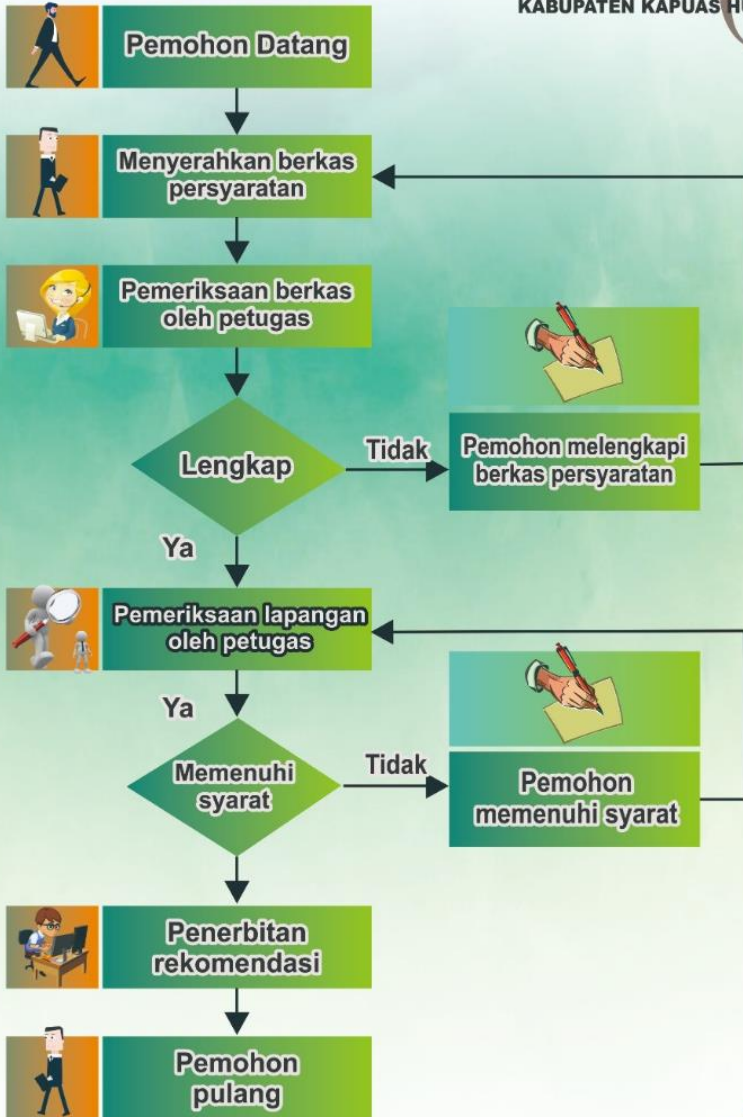 KABUPATEN KAPUAS
Pemohon Datang
Menyerahkan berkas
persyaratan
Pemeriksaan berkas
oleh petugas
Lengkap
Tidak
Pemohon melengkapi
berkas persyaratan
Ya
Pemeriksaan lapangan
oleh petugas
Ya
Memenuhi
syarat
Tidak
Pemohon
memenuhi syarat
Penerbitan
rekomendasi
Pemohon
pulang